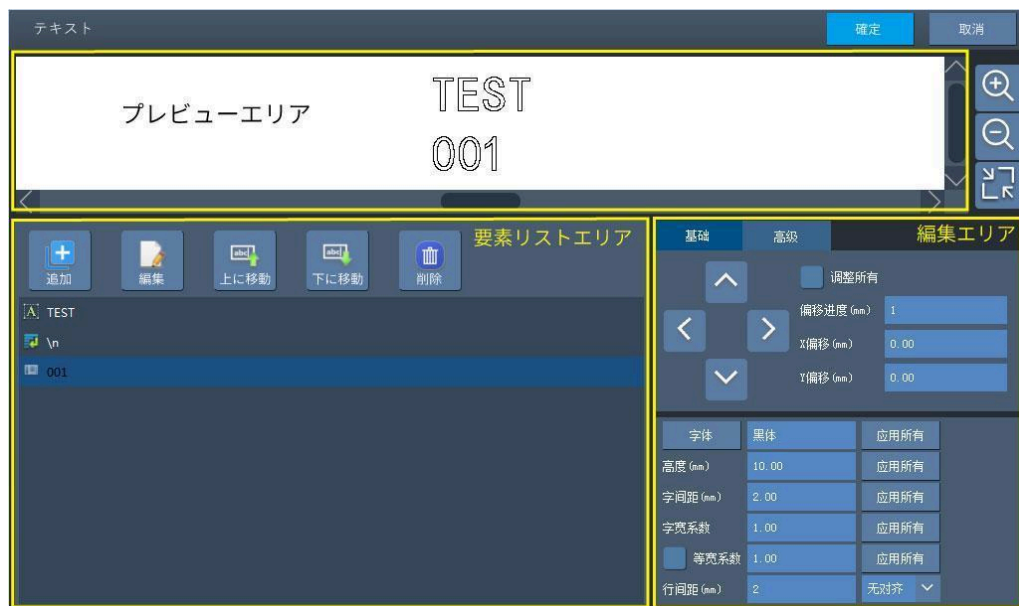 テキスト
確定
取消
プレビューエリア
TEST
001
追加
編集
上に移動
下に移動
削除
要素リストエリア
TEST
\n
001
基础
高级
編集エリア
调整所有
偏移进度(mm)
1
X偏移(mm)
0.00
Y偏移(mm)
0.00
字体
黑体
应用所有
高度(mm)
10.00
应用所有
字间距(mm)
2.00
应用所有
字宽系数
1.00
应用所有
等宽系数
1.00
应用所有
行间距(mm)
2
无对齐